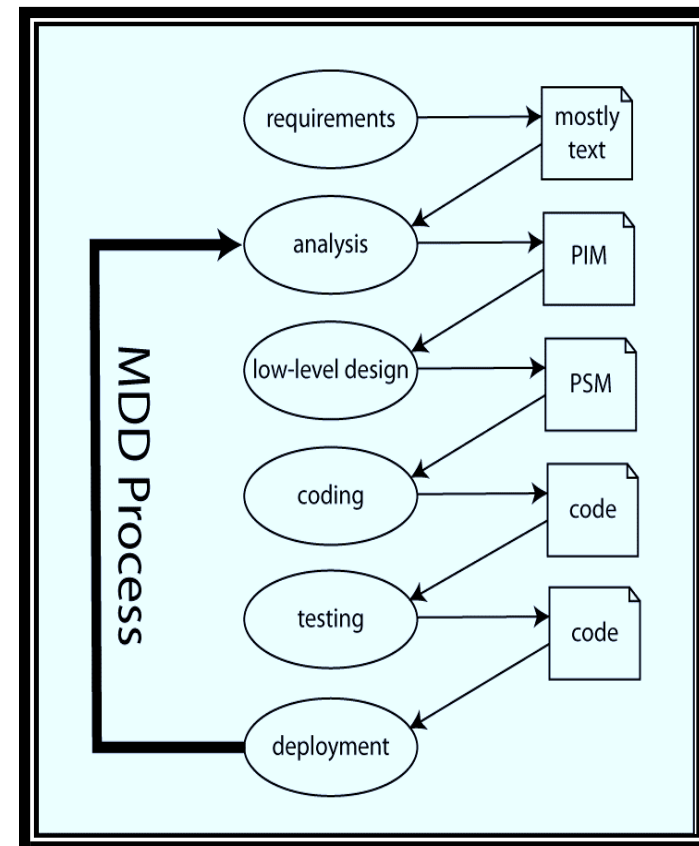 requirements
mostly
text
analysis
PIM
low-level design
PSM
MDD Process
coding
code
testing
code
deployment